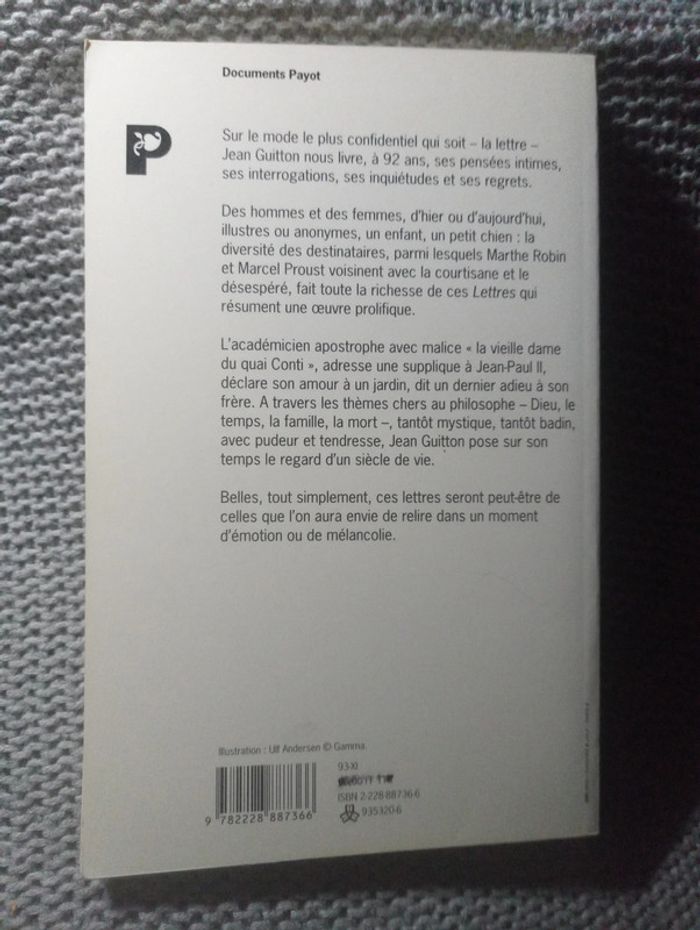 Documents Payot
P
Sur le mode le plus confidentiel qui soit – la lettre –
Jean Guitton nous livre, à 92 ans, ses pensées intimes,
ses interrogations, ses inquiétudes et ses regrets.
Des hommes et des femmes, d'hier ou d'aujourd'hui,
illustres ou anonymes, un enfant, un petit chien : la
diversité des destinataires, parmi lesquels Marthe Robin
et Marcel Proust voisinent avec la courtisane et le
désespéré, fait toute la richesse de ces Lettres qui
résument une œuvre prolifique.
L'académicien apostrophe avec malice « la vieille dame
du quai Conti », adresse une supplique à Jean-Paul II,
déclare son amour à un jardin, dit un dernier adieu à son
frère. A travers les thèmes chers au philosophe – Dieu, le
temps, la famille, la mort –, tantôt mystique, tantôt badin,
avec pudeur et tendresse, Jean Guitton pose sur son
temps le regard d'un siècle de vie.
Belles, tout simplement, ces lettres seront peut-être de
celles que l'on aura envie de relire dans un moment
d'émotion ou de mélancolie.
Illustration : Ulf Andersen © Gamma.
93-XI
ISBN 2-228-88736-6
935320-6
9 782228 887366